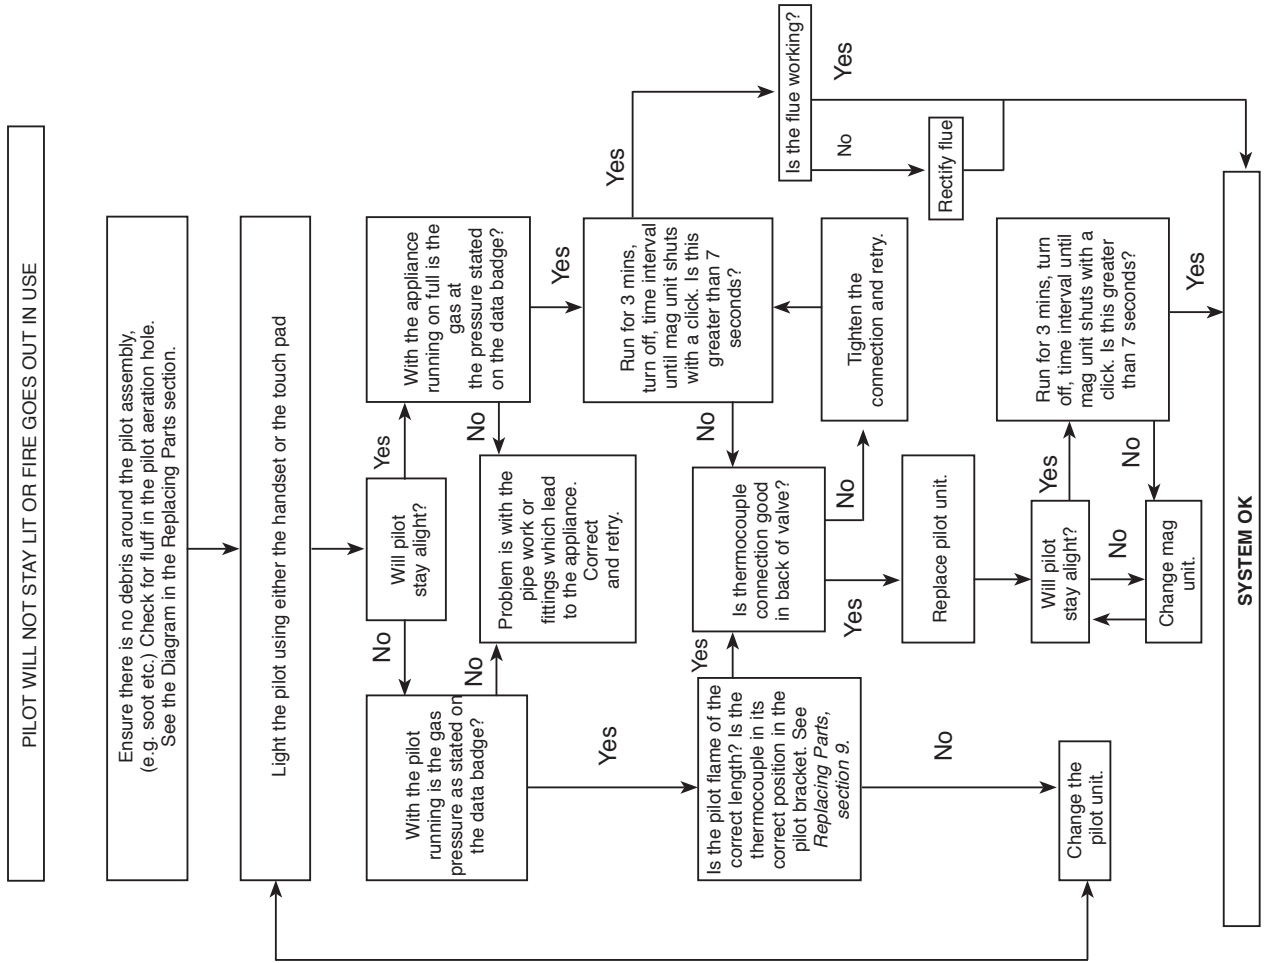 PILOT WILL NOT STAY LIT OR FIRE GOES OUT IN USE
Ensure there is no debris around the pilot assembly,
(e.g. soot etc.) Check for fluff in the pilot aeration hole.
See the Diagram in the Replacing Parts section.
Light the pilot using either the handset or the touch pad
Will pilot
stay alight?
No
Yes
With the pilot
running is the gas
pressure as stated on
the data badge?
No
Yes
With the appliance
running on full is the
gas at
the pressure stated
on the data badge?
No
Yes
Problem is with the
pipe work or
fittings which lead
to the appliance.
Correct
and retry.
Run for 3 mins,
turn off, time interval
until mag unit shuts
with a click. Is this
greater than 7
seconds?
No
Yes
Is the pilot flame of the
correct length? Is the
thermocouple in its
correct position in the
pilot bracket. See
Replacing Parts,
section 9.
Yes
No
Is thermocouple
connection good
in back of valve?
Yes
No
Tighten the
connection and retry.
Is the flue working?
No
Yes
Rectify flue
Replace pilot unit.
Will pilot
stay alight?
Yes
No
Run for 3 mins, turn
off, time interval until
mag unit shuts with a
click. Is this greater
than 7 seconds?
No
Yes
Change mag
unit.
Change the
pilot unit.
SYSTEM OK